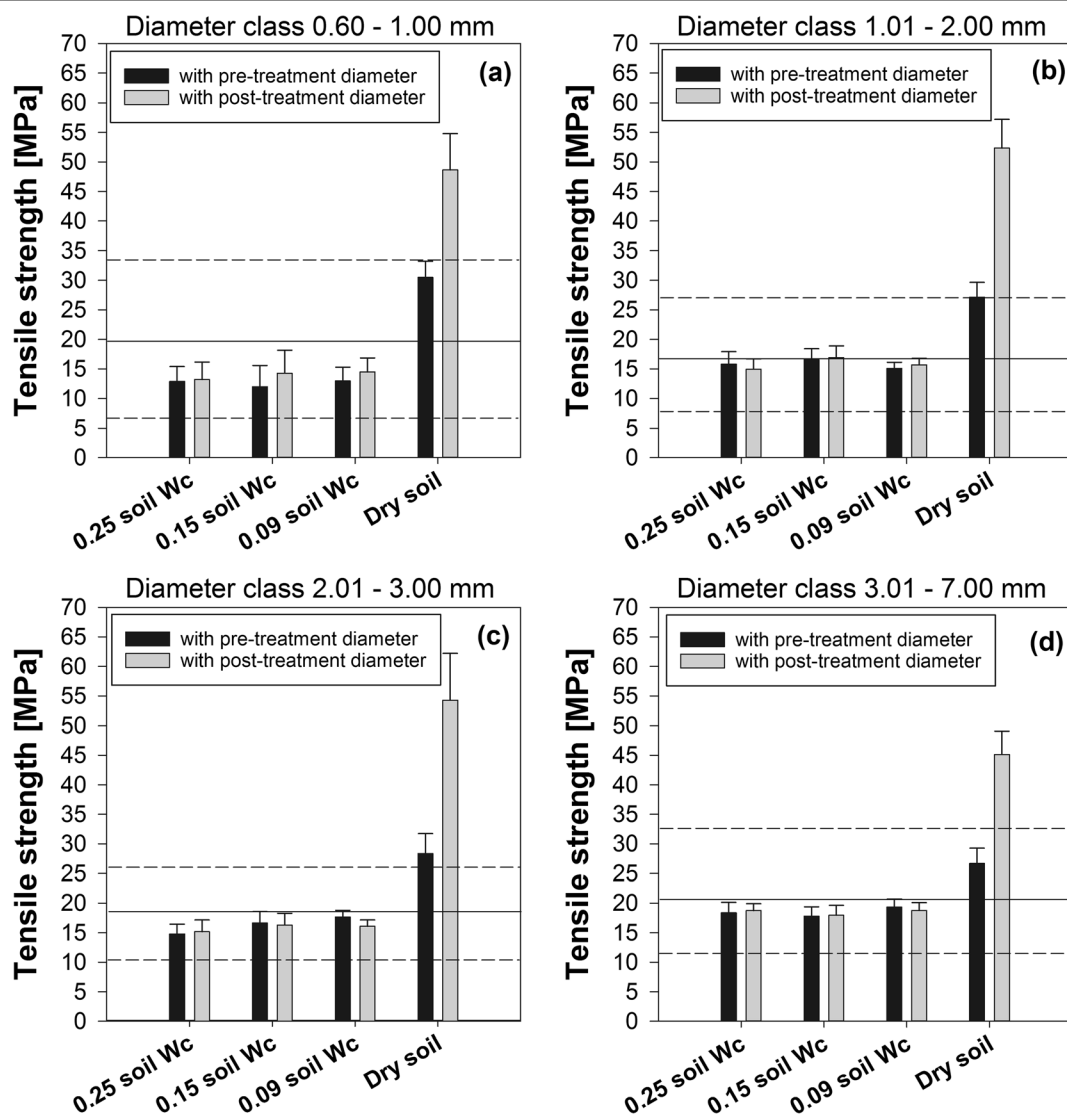 Diameter class 0.60 - 1.00 mm
70
65
60
55
50
45
40
35
30
25
20
15
10
5
0
Tensile strength [MPa]
with pre-treatment diameter
with post-treatment diameter
(a)
0.25 soil Wc
0.15 soil Wc
0.09 soil Wc
Dry soil
Diameter class 1.01 - 2.00 mm
70
65
60
55
50
45
40
35
30
25
20
15
10
5
0
Tensile strength [MPa]
with pre-treatment diameter
with post-treatment diameter
(b)
0.25 soil Wc
0.15 soil Wc
0.09 soil Wc
Dry soil
Diameter class 2.01 - 3.00 mm
70
65
60
55
50
45
40
35
30
25
20
15
10
5
0
Tensile strength [MPa]
with pre-treatment diameter
with post-treatment diameter
(c)
0.25 soil Wc
0.15 soil Wc
0.09 soil Wc
Dry soil
Diameter class 3.01 - 7.00 mm
70
65
60
55
50
45
40
35
30
25
20
15
10
5
0
Tensile strength [MPa]
with pre-treatment diameter
with post-treatment diameter
(d)
0.25 soil Wc
0.15 soil Wc
0.09 soil Wc
Dry soil